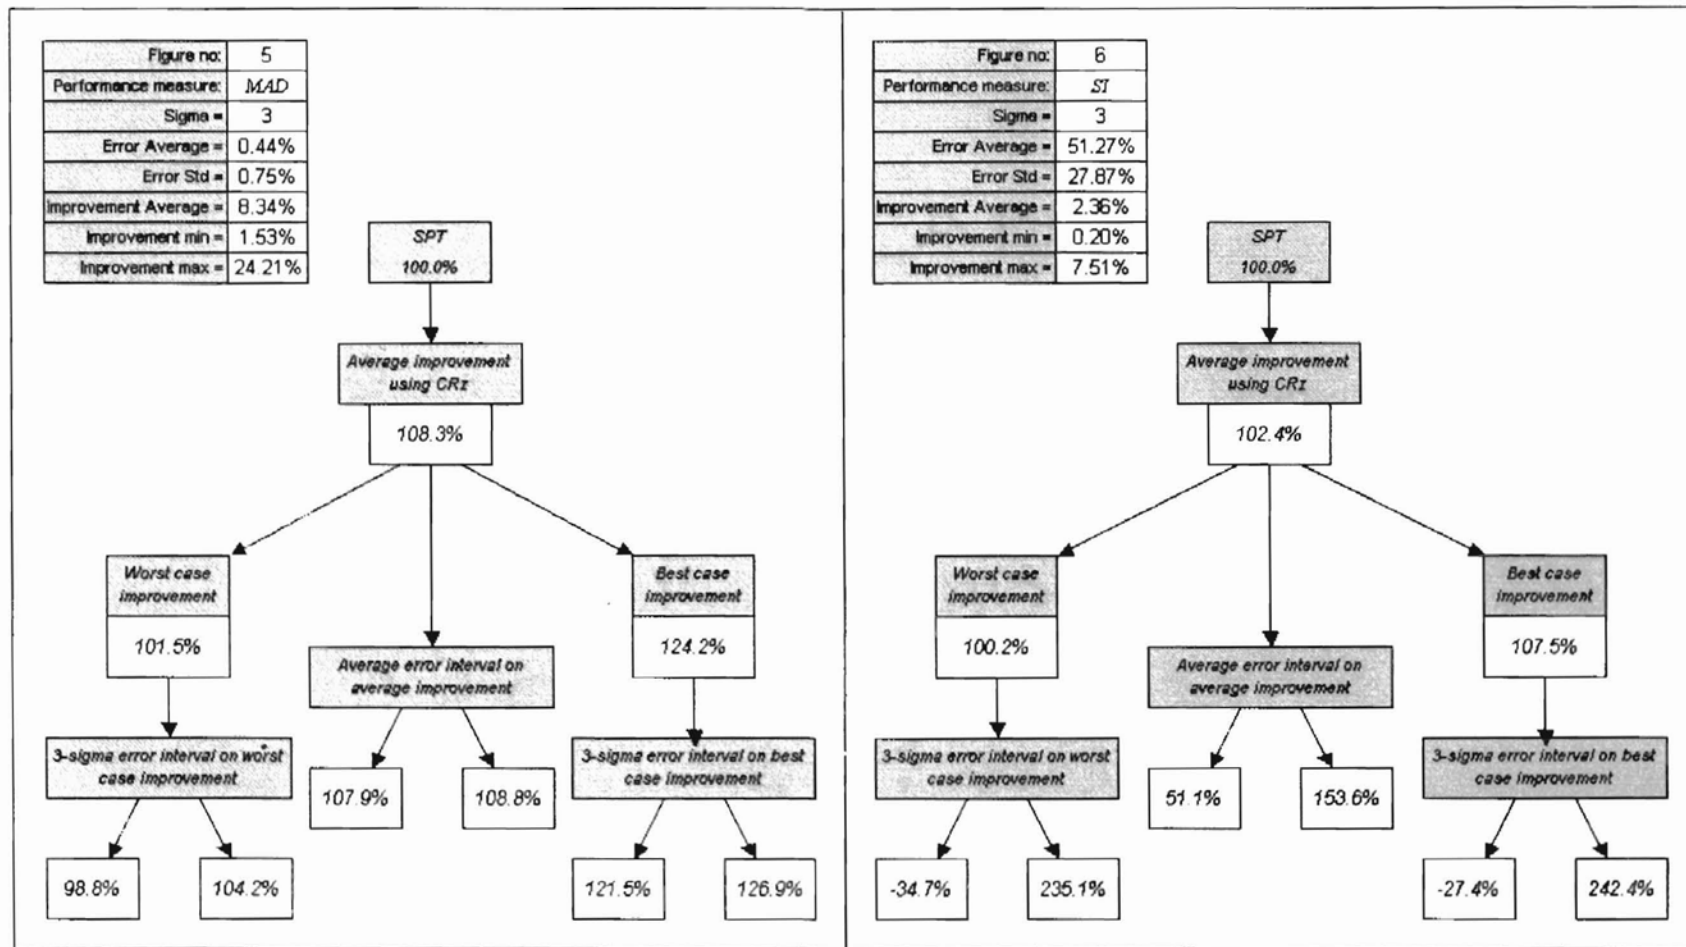 Figure no: 5
Performance measure: MAD
Sigma = 3
Error Average = 0.44%
Error Std = 0.75%
Improvement Average = 8.34%
Improvement min = 1.53%
Improvement max = 24.21%
SPT
100.0%
Average improvement
using CRz
108.3%
Worst case
improvement
101.5%
Best case
improvement
124.2%
Average error interval on
average improvement
3-sigma error interval on worst
case improvement
3-sigma error interval on best
case improvement
107.9% 108.8%
98.8% 104.2%
121.5% 126.9%
Figure no: 6
Performance measure: SI
Sigma = 3
Error Average = 51.27%
Error Std = 27.87%
Improvement Average = 2.36%
Improvement min = 0.20%
Improvement max = 7.51%
SPT
100.0%
Average improvement
using CRz
102.4%
Worst case
improvement
100.2%
Best case
improvement
107.5%
Average error interval on
average improvement
3-sigma error interval on worst
case improvement
3-sigma error interval on best
case improvement
51.1% 153.6%
-34.7% 235.1%
-27.4% 242.4%